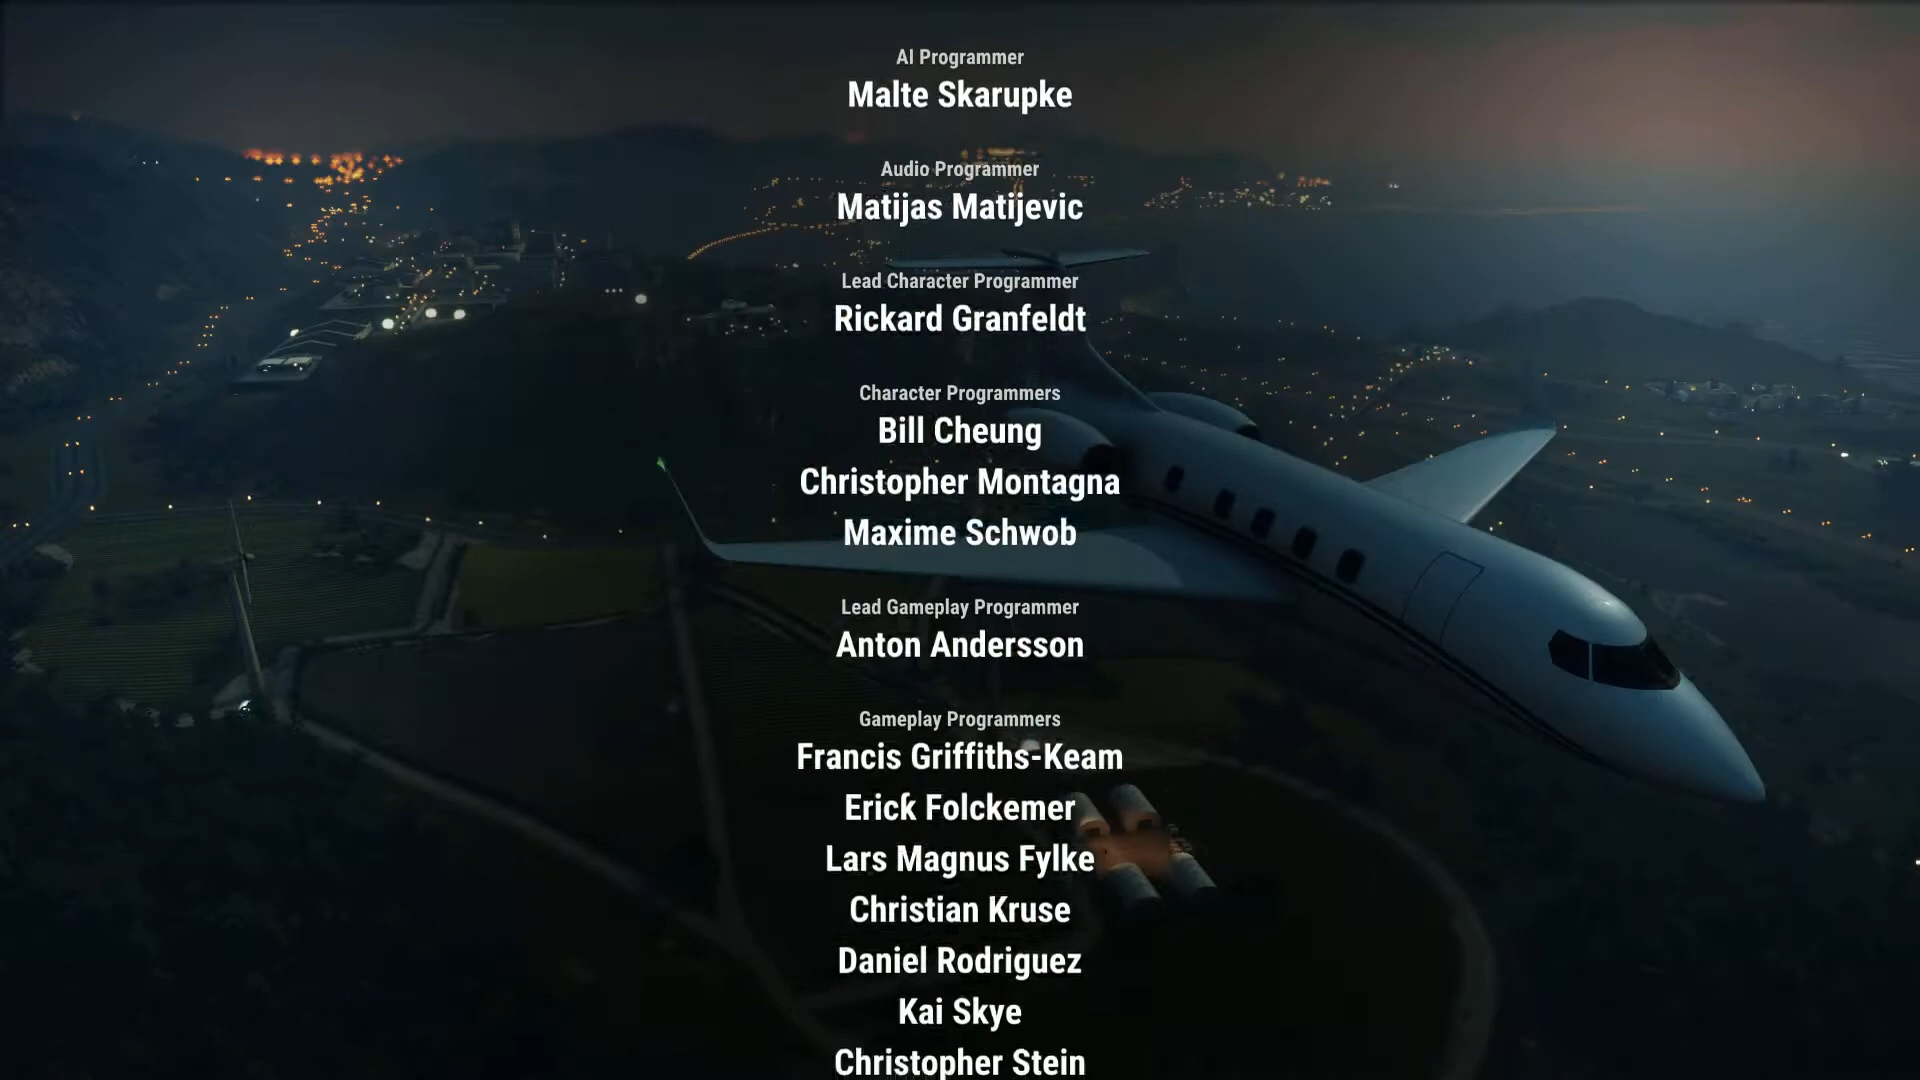 AI Programmer
Malte Skarupke
Audio Programmer
Matijas Matijevic
Lead Character Programmer
Rickard Granfeldt
Character Programmers
Bill Cheung
Christopher Montagna
Maxime Schwob
Lead Gameplay Programmer
Anton Andersson
Gameplay Programmers
Francis Griffiths-Keam
Erick Folckemer
Lars Magnus Fylke
Christian Kruse
Daniel Rodriguez
Kai Skye
Christopher Stein